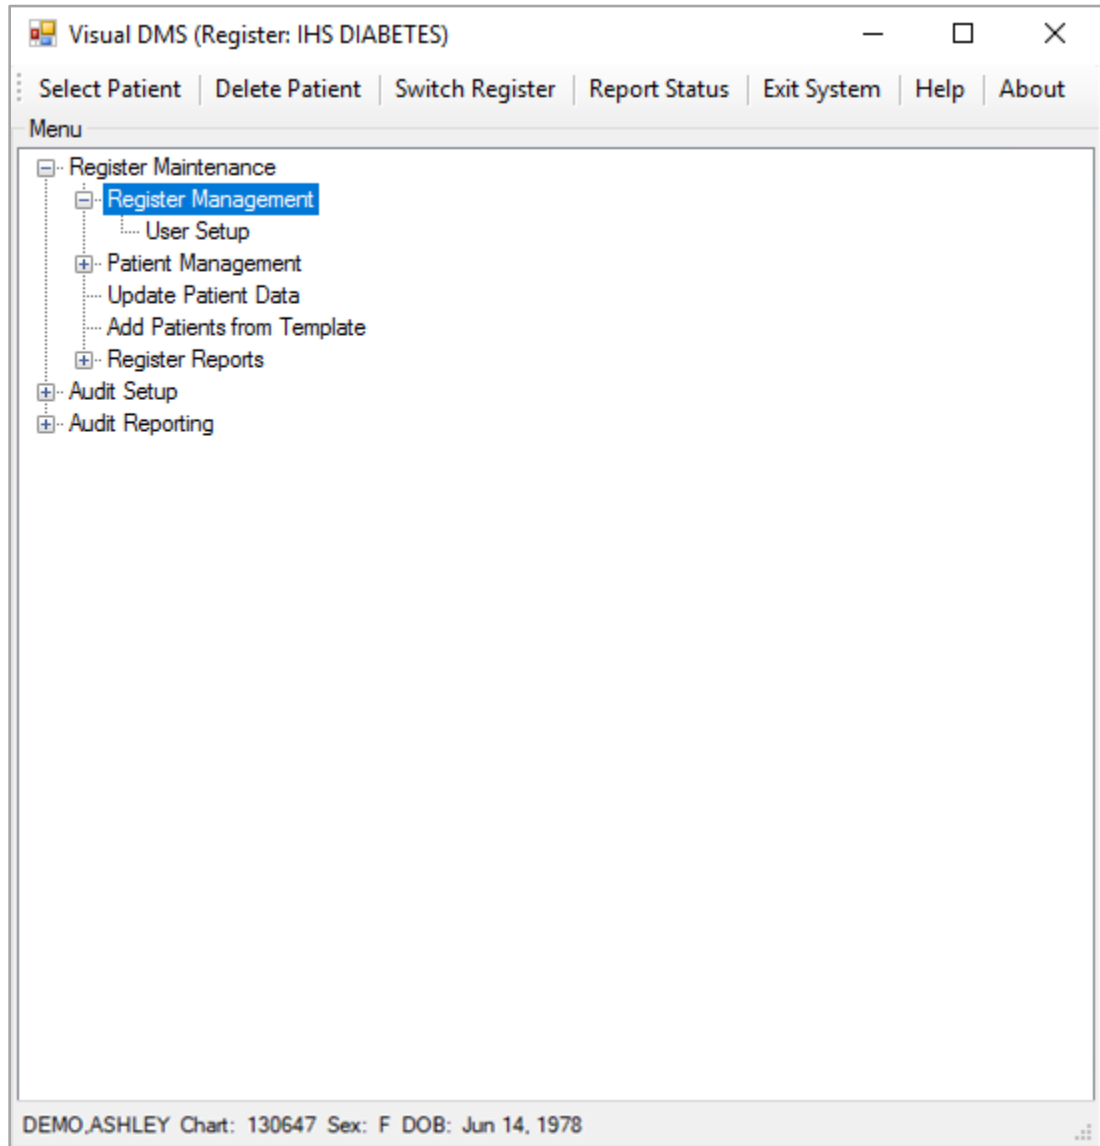 Visual DMS (Register: IHS DIABETES)
Select Patient Delete Patient Switch Register Report Status Exit System Help About
Menu
Register Maintenance
Register Management
User Setup
Patient Management
Update Patient Data
Add Patients from Template
Register Reports
Audit Setup
Audit Reporting
DEMO,ASHLEY Chart: 130647 Sex: F DOB: Jun 14, 1978